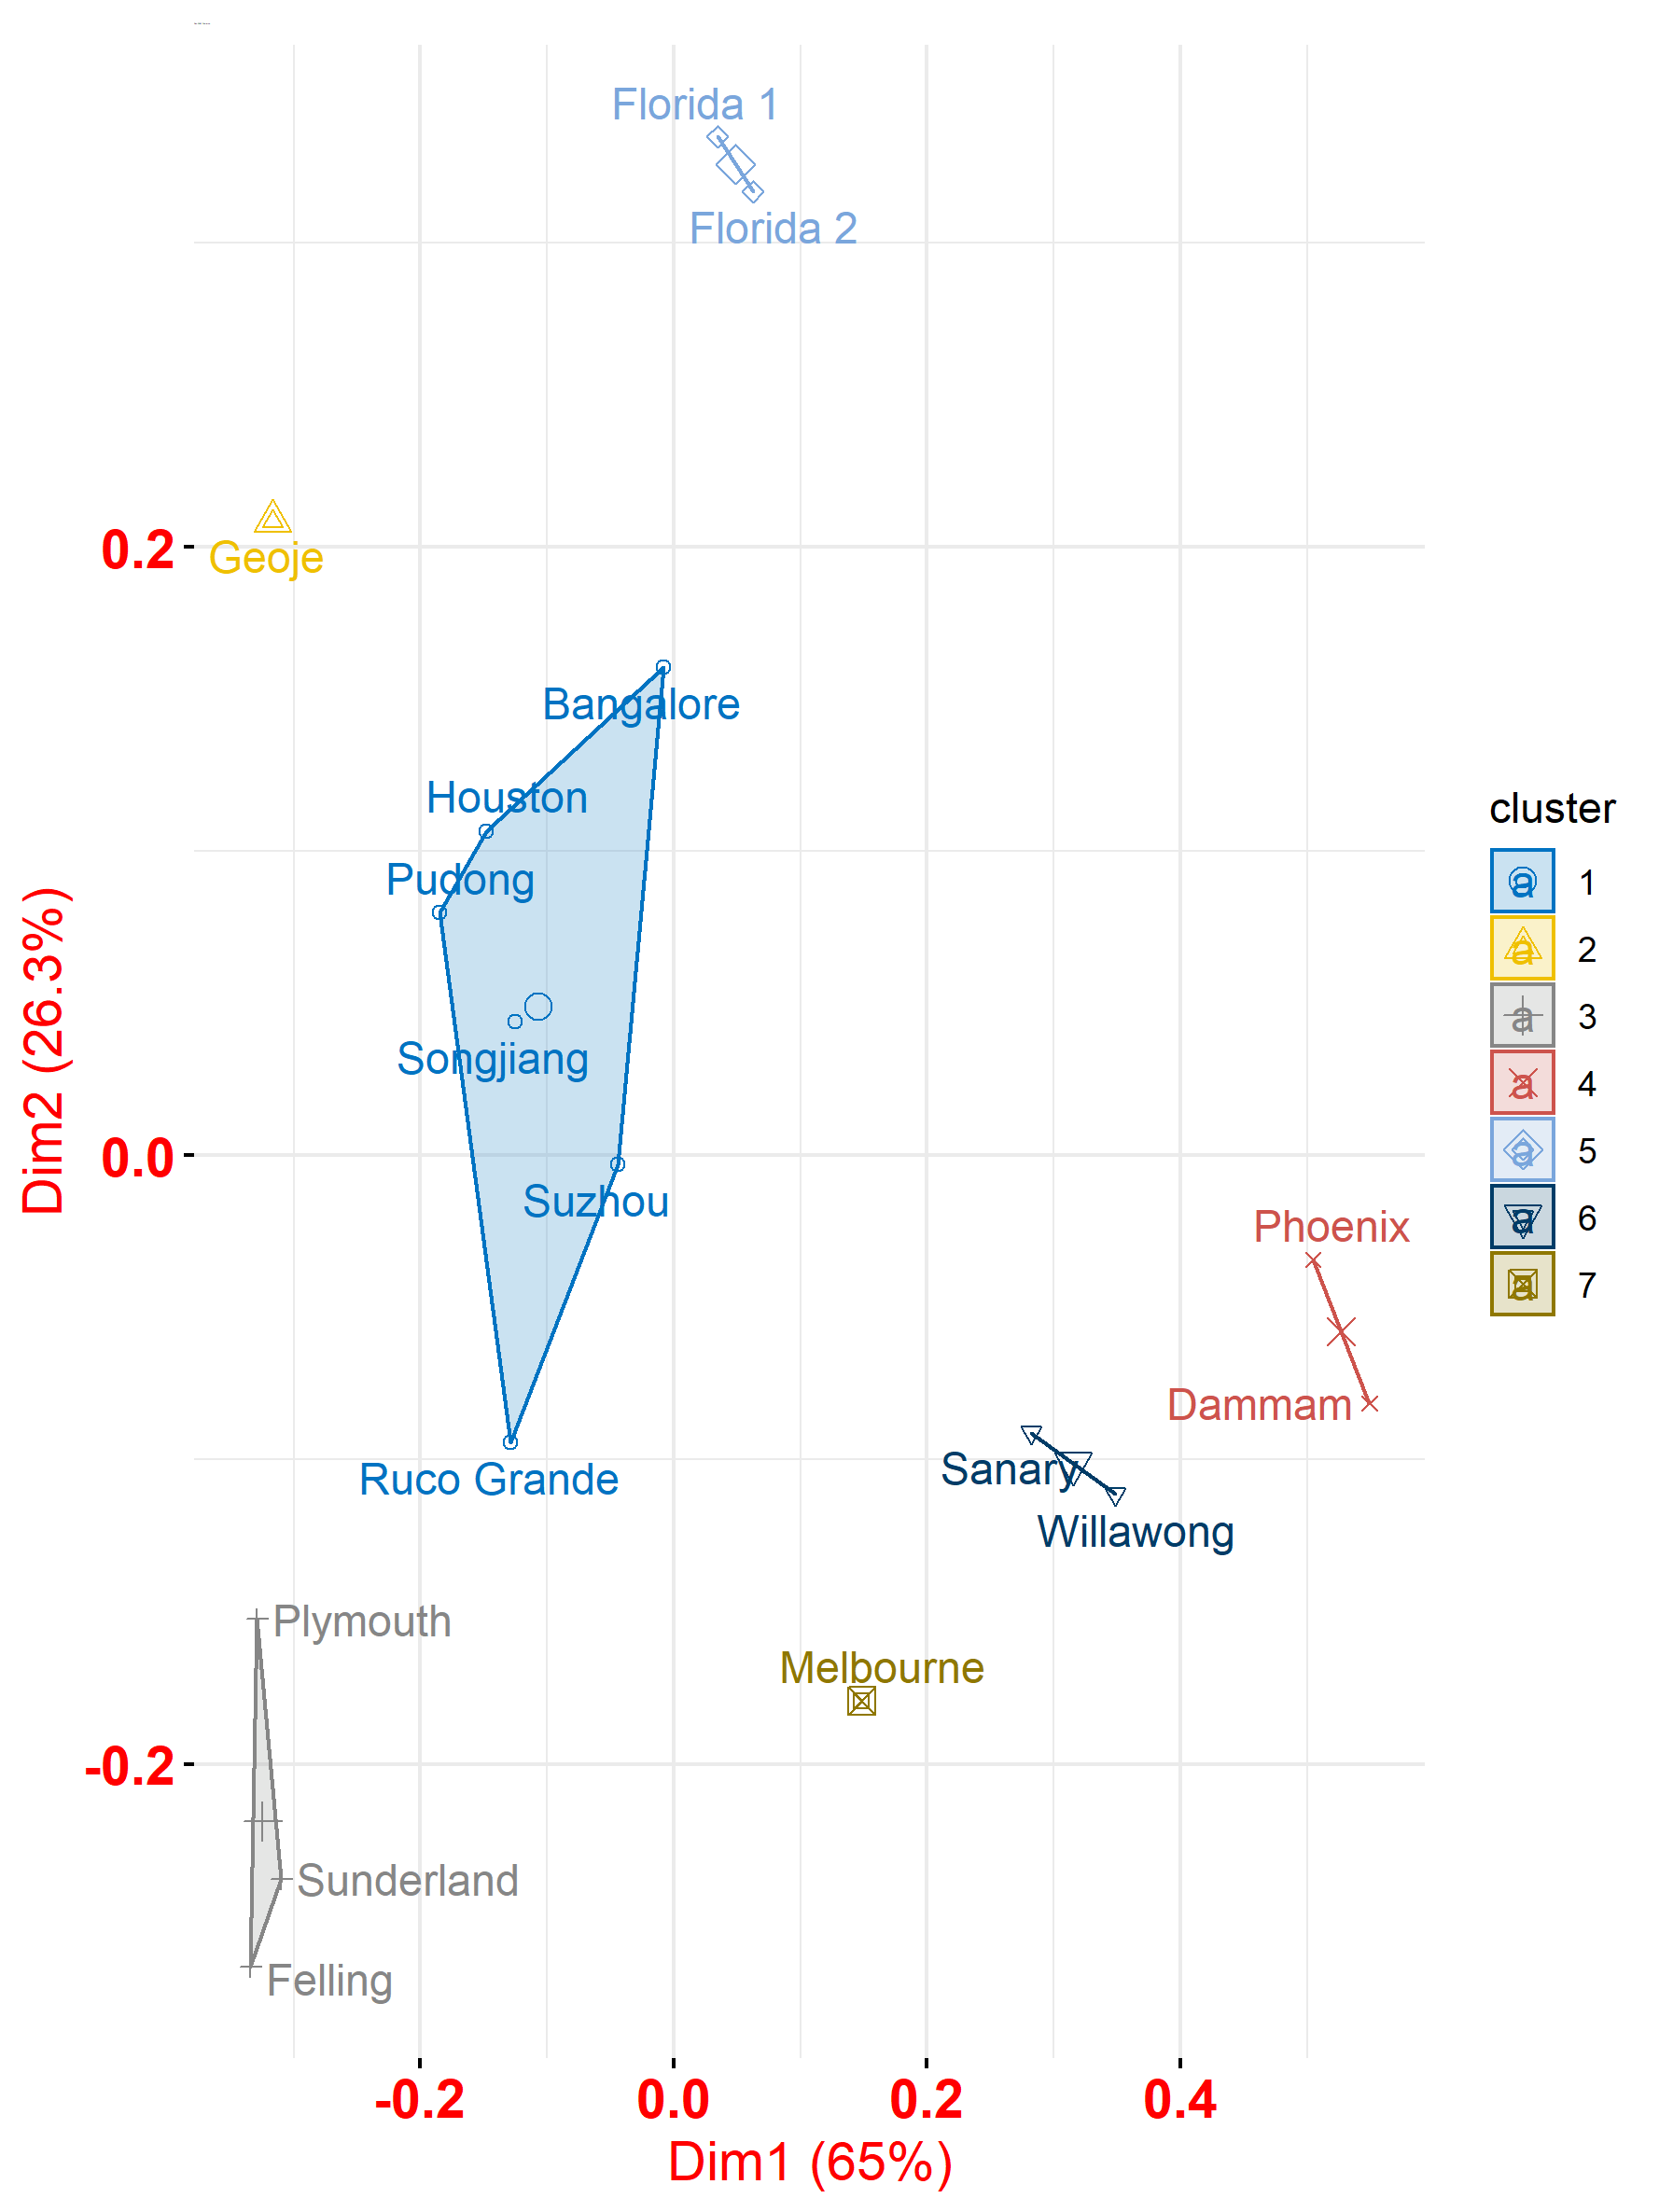 Florida 1
Florida 2
0.2
Geoje
Bangalore
Houston
Pudong
Songjiang
0.0
Suzhou
Ruco Grande
Phoenix
Dammam
Sanary
Willawong
Plymouth
Melbourne
-0.2
Sunderland
Felling
Dim2 (26.3%)
-0.2 0.0 0.2 0.4
Dim1 (65%)
cluster
a 1
a 2
a 3
a 4
a 5
a 6
a 7